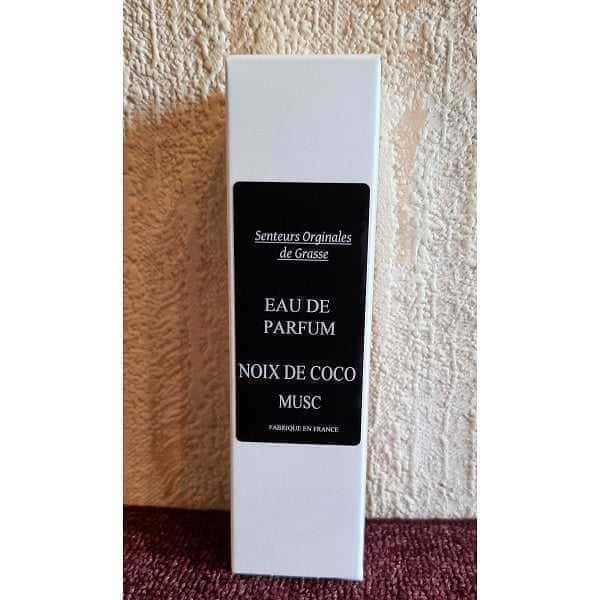 Senteurs Orginales
de Grasse
EAU DE
PARFUM
NOIX DE COCO
MUSC
FABRIQUE EN FRANCE